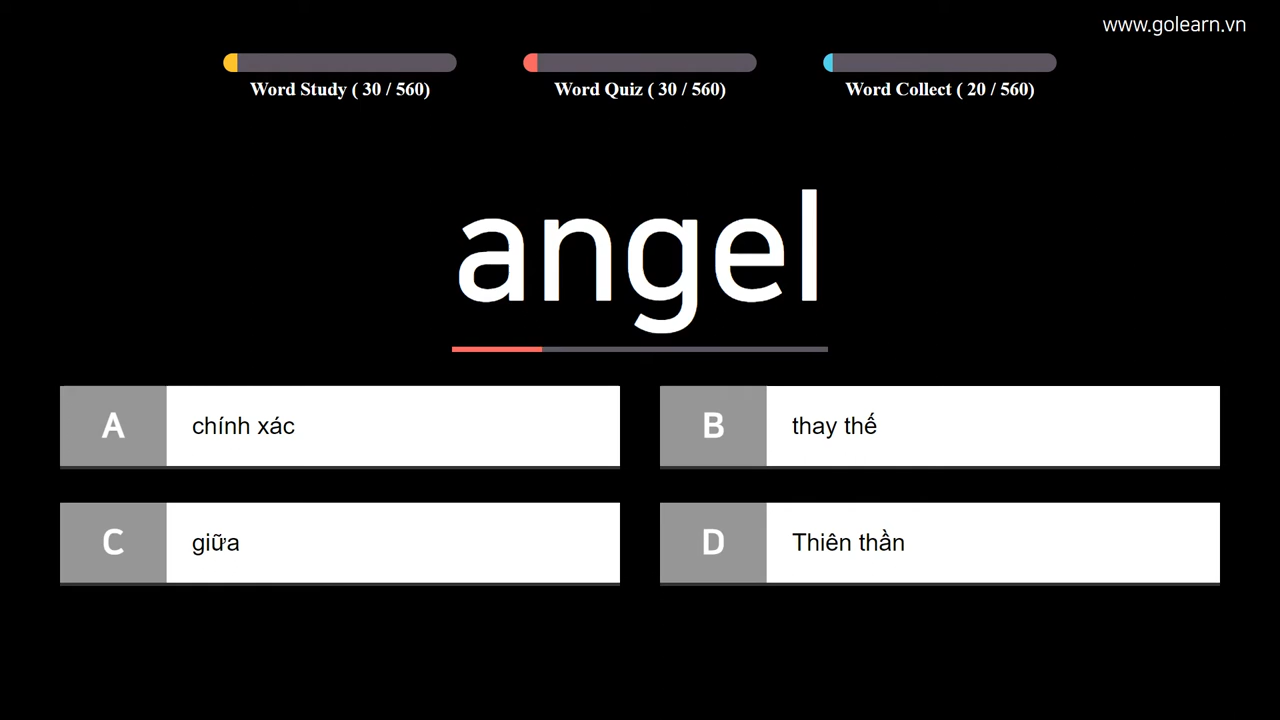 www.golearn.vn
Word Study ( 30 / 560)
Word Quiz ( 30 / 560)
Word Collect ( 20 / 560)
angel
A chính xác
B thay thế
C giữa
D Thiên thần